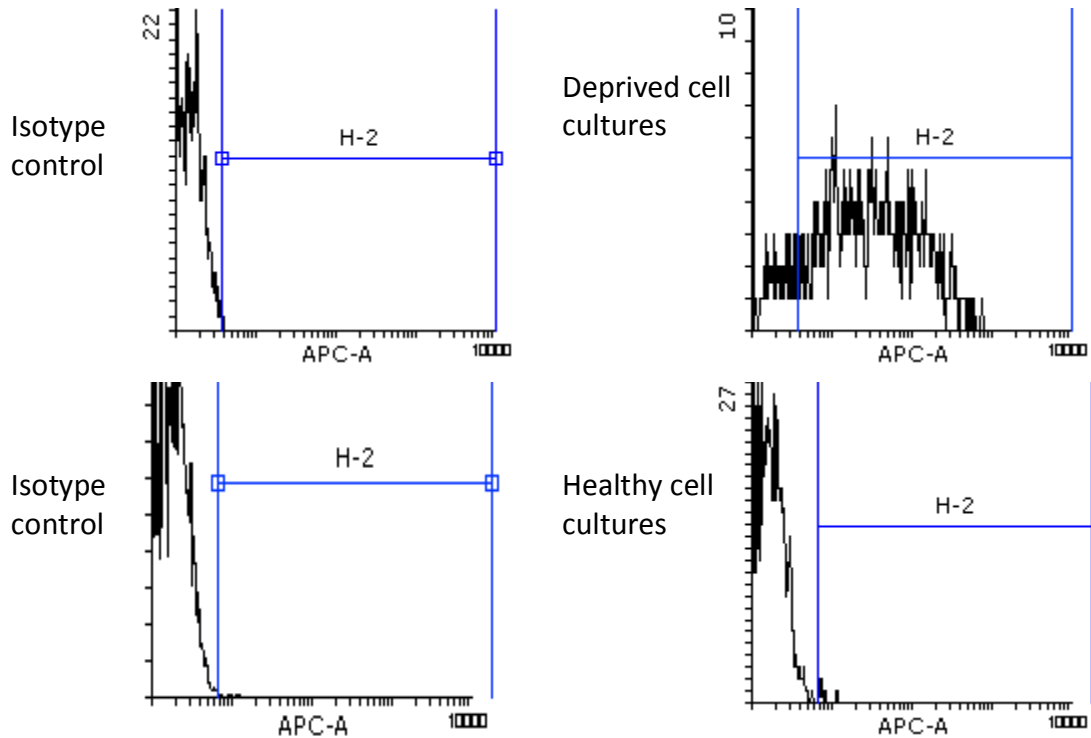 22
Isotype
control
H-2
APC-A
10000
10
Deprived cell
cultures
H-2
APC-A
10000
Isotype
control
H-2
APC-A
10000
27
Healthy cell
cultures
H-2
APC-A
10000